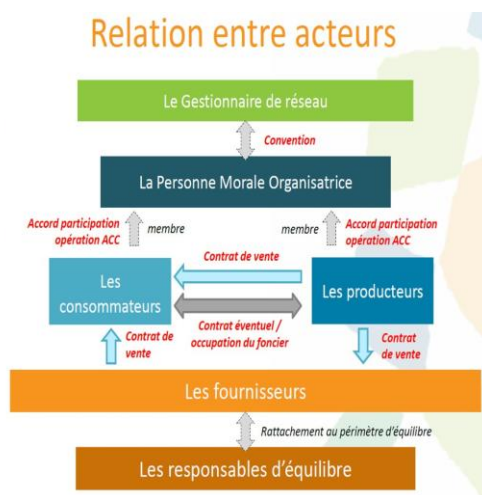 Relation entre acteurs
Le Gestionnaire de réseau
Convention
La Personne Morale Organisatrice
Accord participation
opération ACC
membre
membre
Accord participation
opération ACC
Contrat de vente
Les
consommateurs
Les producteurs
Contrat éventuel /
occupation du foncier
Contrat de
vente
Contrat
de vente
Les fournisseurs
Rattachement au périmètre d'équilibre
Les responsables d'équilibre